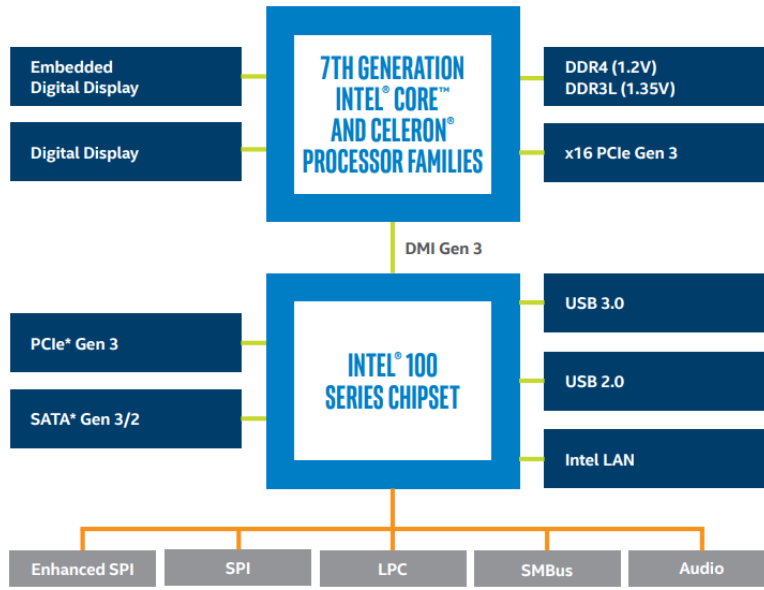 Embedded
Digital Display
Digital Display
7TH GENERATION
INTEL® CORE™
AND CELERON®
PROCESSOR FAMILIES
DDR4 (1.2V)
DDR3L (1.35V)
x16 PCIe Gen 3
DMI Gen 3
PCIe* Gen 3
SATA* Gen 3/2
INTEL® 100
SERIES CHIPSET
USB 3.0
USB 2.0
Intel LAN
Enhanced SPI
SPI
LPC
SMBus
Audio